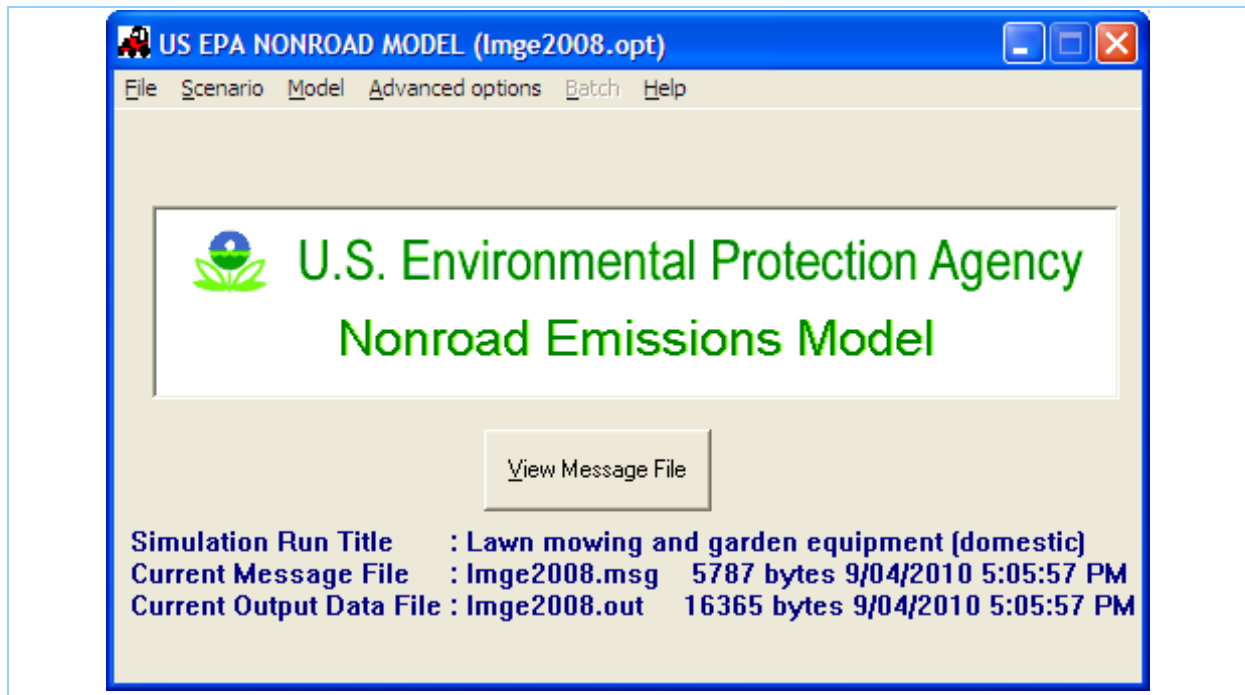 US EPA NONROAD MODEL (lmge2008.opt)
File Scenario Model Advanced options Batch Help
U.S. Environmental Protection Agency
Nonroad Emissions Model
View Message File
Simulation Run Title : Lawn mowing and garden equipment (domestic)
Current Message File : lmge2008.msg 5787 bytes 9/04/2010 5:05:57 PM
Current Output Data File : lmge2008.out 16365 bytes 9/04/2010 5:05:57 PM